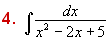 4. ∫ dx / (x² - 2x + 5)